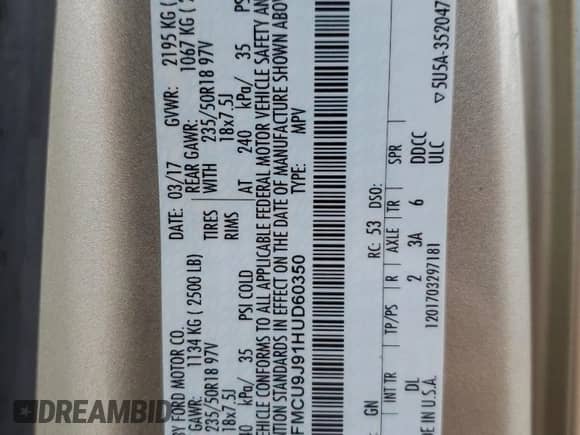 BY FORD MOTOR CO.
DATE: 03/17 GVWR: 2195 KG (
GAWR: 1134 KG ( 2500 LB) REAR GAWR: 1067 KG (
235/50R18 97V TIRES WITH 235/50R18 97V
18x7.5J RIMS 18x7.5J
kPa/ 35 PSI COLD AT 240 kPa/ 35 PSI
VEHICLE CONFORMS TO ALL APPLICABLE FEDERAL MOTOR VEHICLE SAFETY AND
STANDARDS IN EFFECT ON THE DATE OF MANUFACTURE SHOWN ABOV
FMCU9J91HUD60350 TYPE: MPV
GN RC: 53 DSO:
INT TR TP/PS R AXLE TR SPR
DL 2 3A 6 DDCC
IN U.S.A. 1201703297181 ULC
▽5U5A-352047
DREAMBID